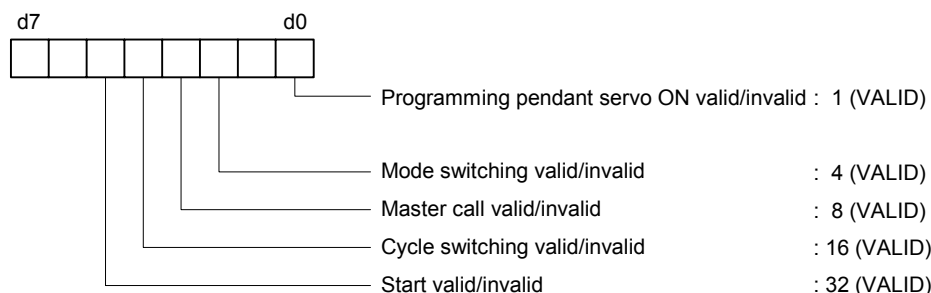 d7 d0
Programming pendant servo ON valid/invalid : 1 (VALID)
Mode switching valid/invalid : 4 (VALID)
Master call valid/invalid : 8 (VALID)
Cycle switching valid/invalid : 16 (VALID)
Start valid/invalid : 32 (VALID)